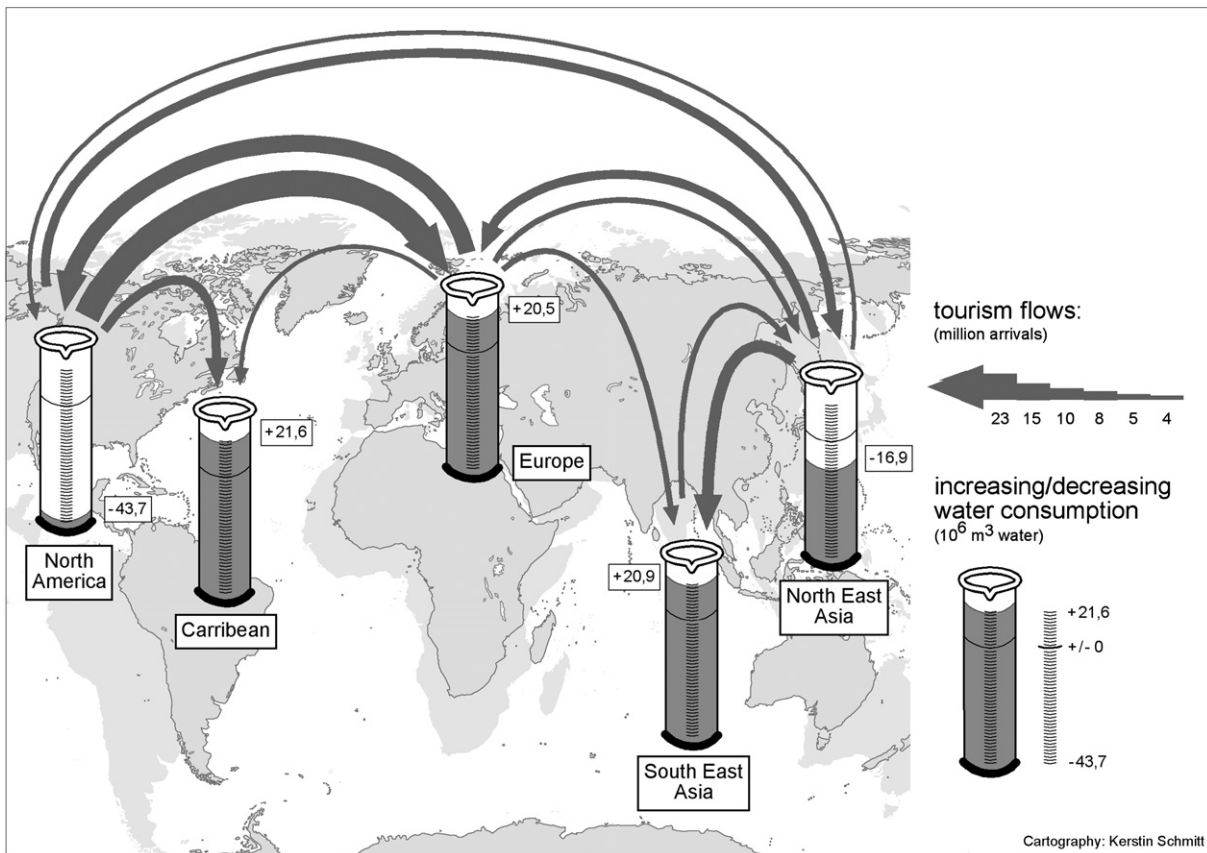 +20,5
+21,6
Europe
-16,9
-43,7
North
America
Carribean
+20,9
North East
Asia
South East
Asia
tourism flows:
(million arrivals)
23 15 10 8 5 4
increasing/decreasing
water consumption
(10⁶ m³ water)
+21,6
+/- 0
-43,7
Cartography: Kerstin Schmitt